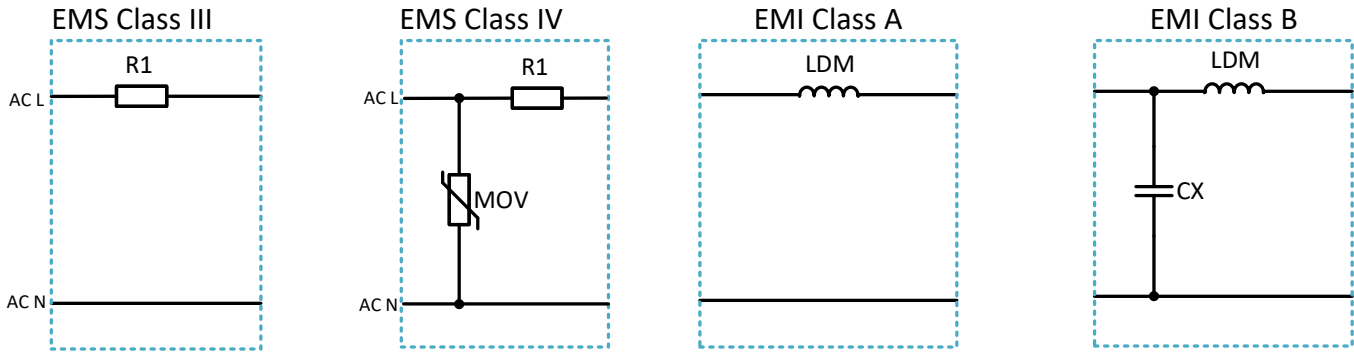 EMS Class III
EMS Class IV
EMI Class A
EMI Class B
R1
R1
LDM
LDM
AC L
AC L
MOV
CX
AC N
AC N